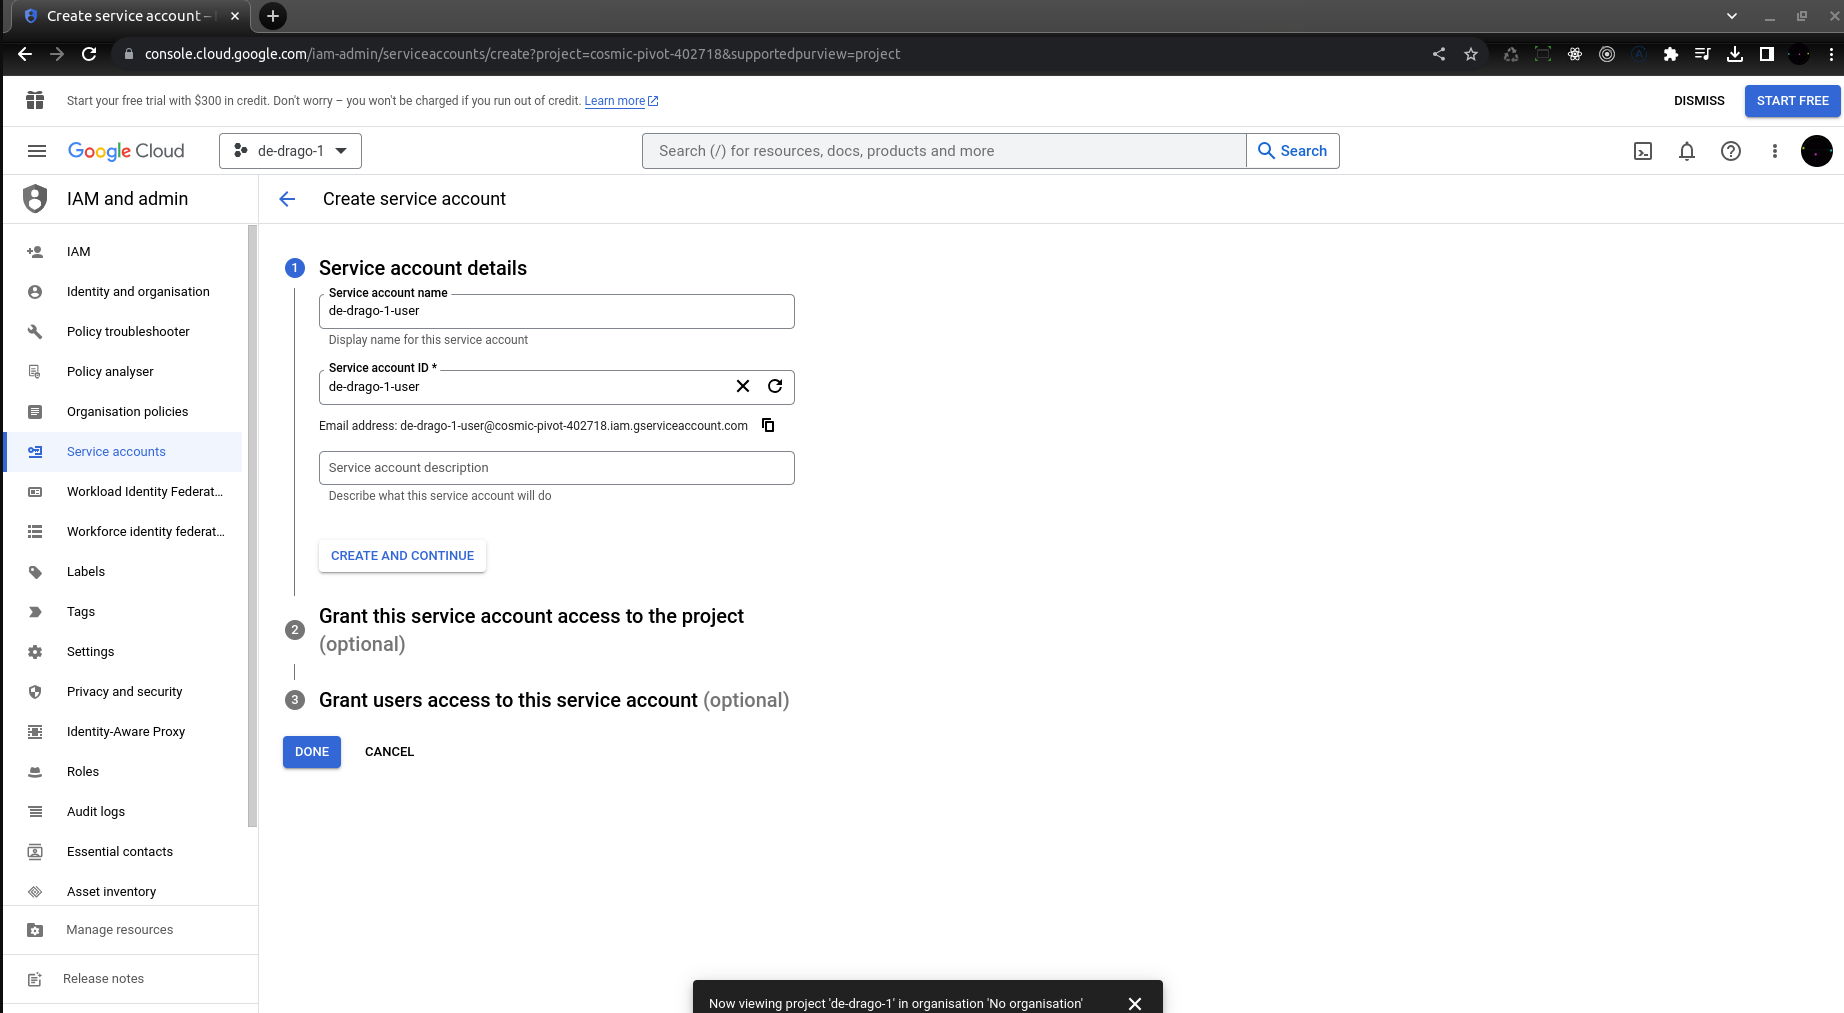 Create service account –
console.cloud.google.com/iam-admin/serviceaccounts/create?project=cosmic-pivot-402718&supportedpurview=project
Start your free trial with $300 in credit. Don't worry – you won't be charged if you run out of credit. Learn more
DISMISS
START FREE
Google Cloud
de-drago-1
Search (/) for resources, docs, products and more
Search
IAM and admin
Create service account
IAM
Identity and organisation
Policy troubleshooter
Policy analyser
Organisation policies
Service accounts
Workload Identity Federat...
Workforce identity federat...
Labels
Tags
Settings
Privacy and security
Identity-Aware Proxy
Roles
Audit logs
Essential contacts
Asset inventory
Manage resources
Release notes
1
Service account details
Service account name
de-drago-1-user
Display name for this service account
Service account ID *
de-drago-1-user
Email address: de-drago-1-user@cosmic-pivot-402718.iam.gserviceaccount.com
Service account description
Describe what this service account will do
CREATE AND CONTINUE
2
Grant this service account access to the project
(optional)
3
Grant users access to this service account (optional)
DONE
CANCEL
Now viewing project 'de-drago-1' in organisation 'No organisation'